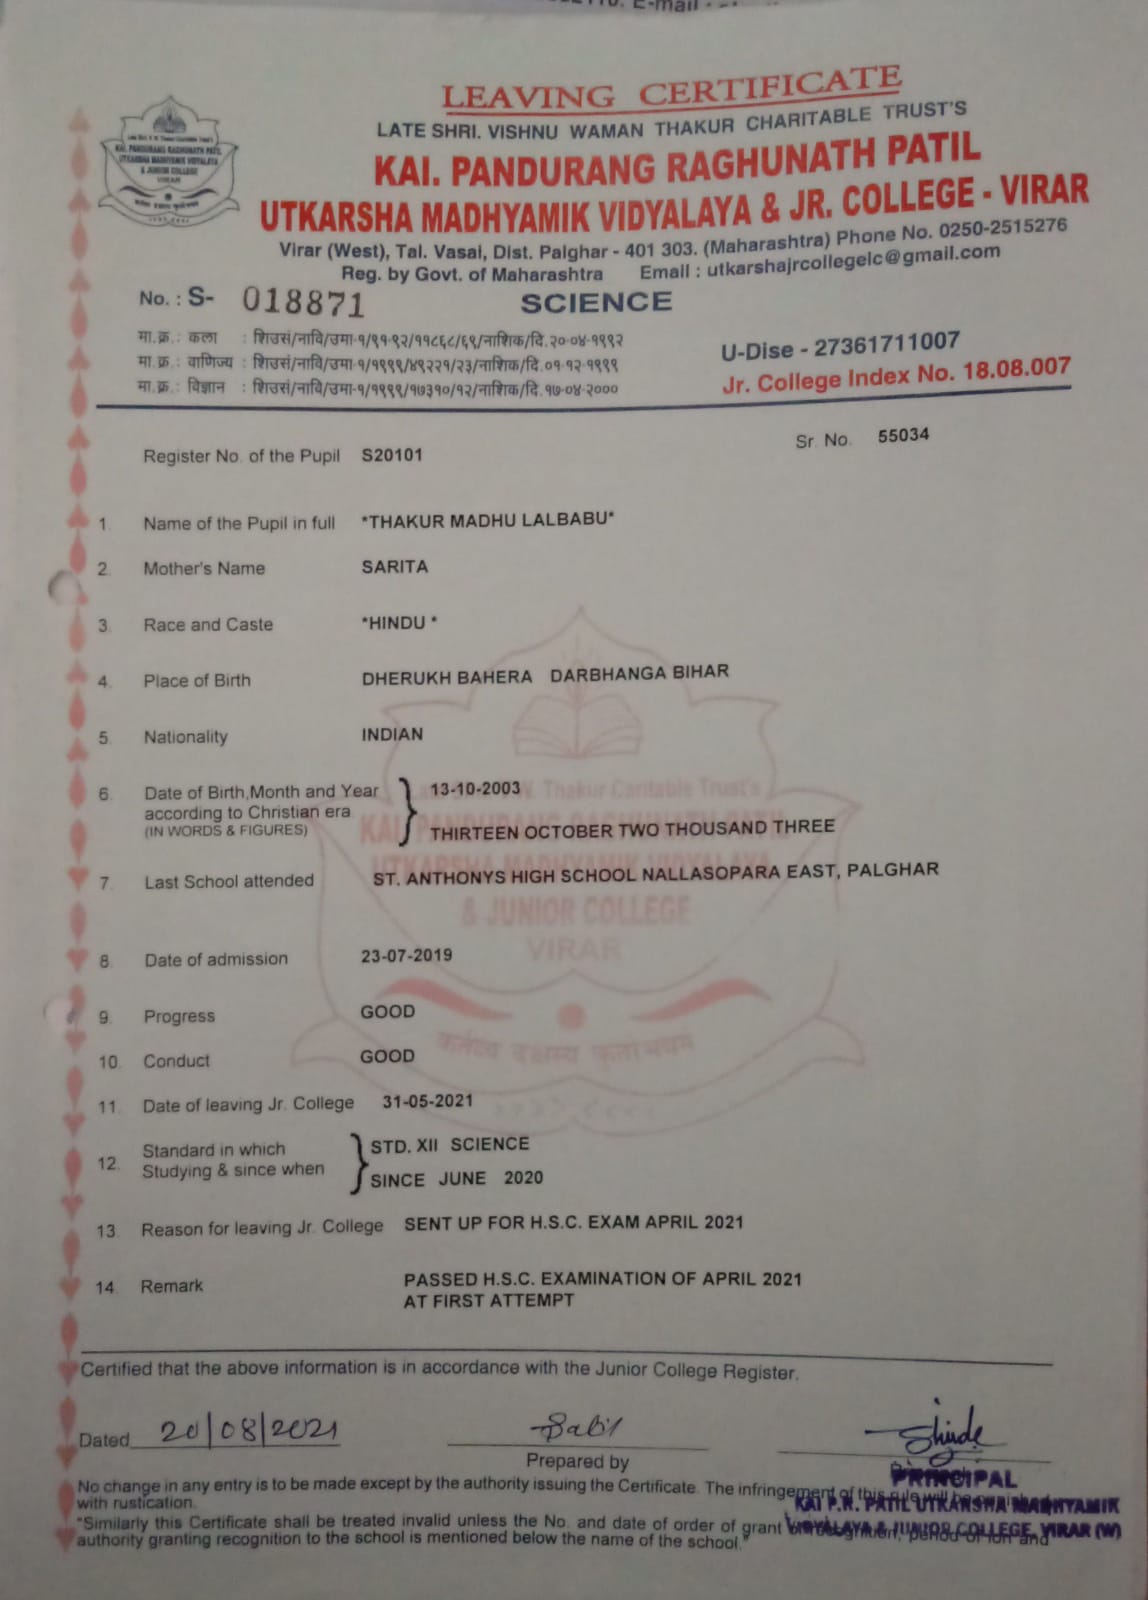 E-mail :
LEAVING CERTIFICATE
LATE SHRI. VISHNU WAMAN THAKUR CHARITABLE TRUST'S
KAI. PANDURANG RAGHUNATH PATIL
UTKARSHA MADHYAMIK VIDYALAYA & JR. COLLEGE - VIRAR
Virar (West), Tal. Vasai, Dist. Palghar - 401 303. (Maharashtra) Phone No. 0250-2515276
Reg. by Govt. of Maharashtra Email : utkarshajrcollegelc@gmail.com
KAI. PANDURANG RAGHUNATH PATIL
UTKARSHA MADHYAMIK VIDYALAYA
& JUNIOR COLLEGE
VIRAR
No. : S- 018871 SCIENCE
मा.क्र.: कला : शिउसं/नावि/उमा-१/९१-९२/११८६८/६९/नाशिक/दि.२०-०४-१९९२
मा.क्र.: वाणिज्य : शिउसं/नावि/उमा-१/१९९९/४९२२१/२३/नाशिक/दि.०१-१२-१९९९
मा.क्र.: विज्ञान : शिउसं/नावि/उमा-१/१९९९/१७३१०/१२/नाशिक/दि.१७-०४-२०००
U-Dise - 27361711007
Jr. College Index No. 18.08.007
Sr. No. 55034
Register No. of the Pupil S20101
1. Name of the Pupil in full *THAKUR MADHU LALBABU*
2. Mother's Name SARITA
3. Race and Caste *HINDU *
4. Place of Birth DHERUKH BAHERA DARBHANGA BIHAR
5. Nationality INDIAN
6. Date of Birth,Month and Year 13-10-2003
according to Christian era
(IN WORDS & FIGURES) THIRTEEN OCTOBER TWO THOUSAND THREE
7. Last School attended ST. ANTHONYS HIGH SCHOOL NALLASOPARA EAST, PALGHAR
& JUNIOR COLLEGE
VIRAR
8. Date of admission 23-07-2019
9. Progress GOOD
10. Conduct GOOD
11. Date of leaving Jr. College 31-05-2021
12. Standard in which STD. XII SCIENCE
Studying & since when SINCE JUNE 2020
13. Reason for leaving Jr. College SENT UP FOR H.S.C. EXAM APRIL 2021
14. Remark PASSED H.S.C. EXAMINATION OF APRIL 2021
AT FIRST ATTEMPT
Certified that the above information is in accordance with the Junior College Register.
Dated 20/08/2021
Prepared by
Shinde
PRINCIPAL
KAI P.R. PATIL UTKARSHA MADHYAMIK
VIDYALAYA & JUNIOR COLLEGE, VIRAR (W)
No change in any entry is to be made except by the authority issuing the Certificate. The infringement of this rule will be
with rustication.
"Similarly this Certificate shall be treated invalid unless the No. and date of order of grant
authority granting recognition to the school is mentioned below the name of the school."